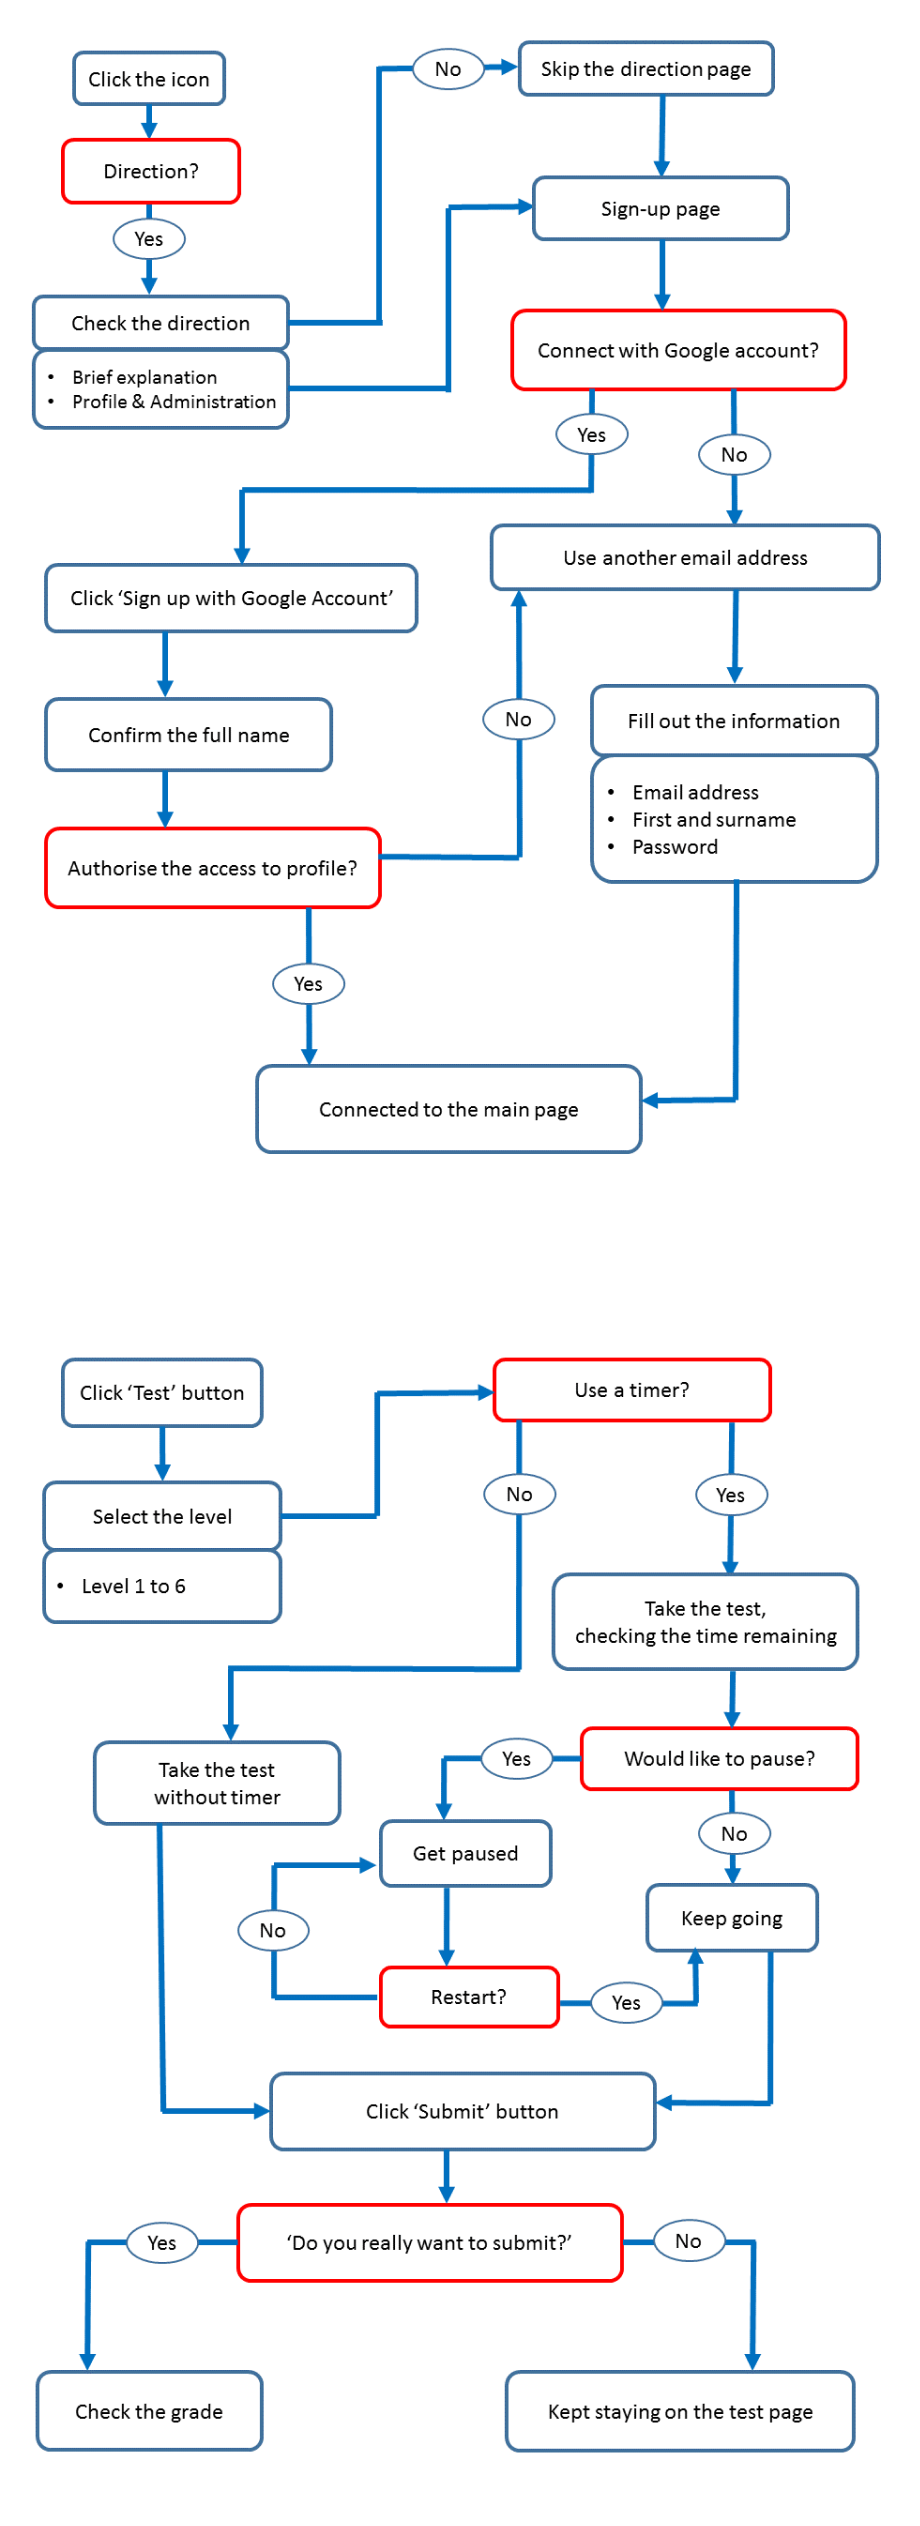 Click the icon
Direction?
Yes
Check the direction
• Brief explanation
• Profile & Administration
No
Skip the direction page
Sign-up page
Connect with Google account?
Yes
No
Click ‘Sign up with Google Account’
Use another email address
Confirm the full name
No
Fill out the information
• Email address
• First and surname
• Password
Authorise the access to profile?
Yes
Connected to the main page
Click ‘Test’ button
Select the level
• Level 1 to 6
Use a timer?
No
Yes
Take the test,
checking the time remaining
Take the test
without timer
Would like to pause?
Yes
No
Get paused
Keep going
No
Restart?
Yes
Click ‘Submit’ button
‘Do you really want to submit?’
Yes
No
Check the grade
Kept staying on the test page